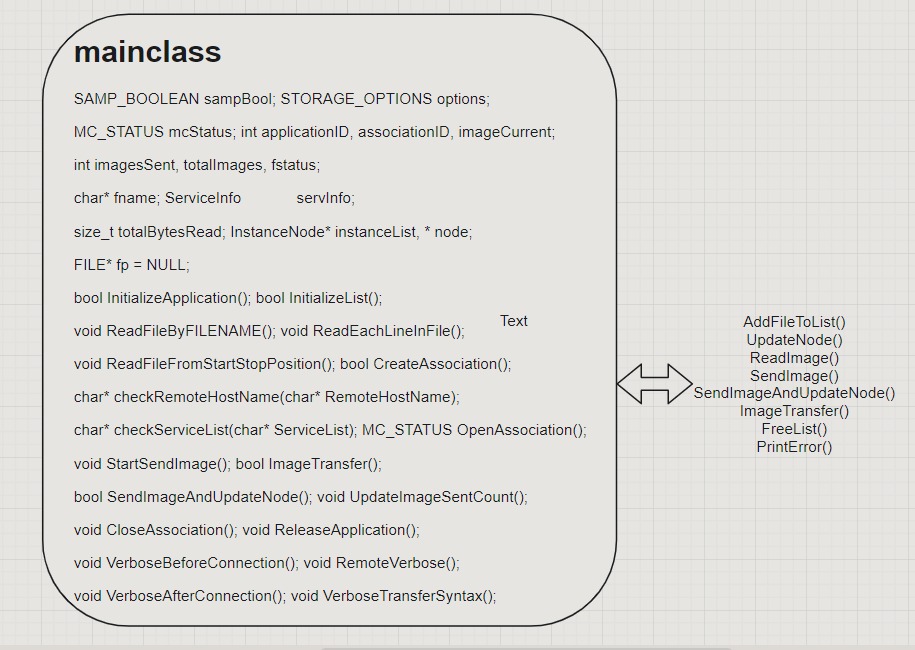 mainclass
SAMP_BOOLEAN sampBool; STORAGE_OPTIONS options;
MC_STATUS mcStatus; int applicationID, associationID, imageCurrent;
int imagesSent, totalImages, fstatus;
char* fname; ServiceInfo servInfo;
size_t totalBytesRead; InstanceNode* instanceList, * node;
FILE* fp = NULL;
bool InitializeApplication(); bool InitializeList();
Text
void ReadFileByFILENAME(); void ReadEachLineInFile();
void ReadFileFromStartStopPosition(); bool CreateAssociation();
char* checkRemoteHostName(char* RemoteHostName);
char* checkServiceList(char* ServiceList); MC_STATUS OpenAssociation();
void StartSendImage(); bool ImageTransfer();
bool SendImageAndUpdateNode(); void UpdateImageSentCount();
void CloseAssociation(); void ReleaseApplication();
void VerboseBeforeConnection(); void RemoteVerbose();
void VerboseAfterConnection(); void VerboseTransferSyntax();
AddFileToList()
UpdateNode()
ReadImage()
SendImage()
SendImageAndUpdateNode()
ImageTransfer()
FreeList()
PrintError()